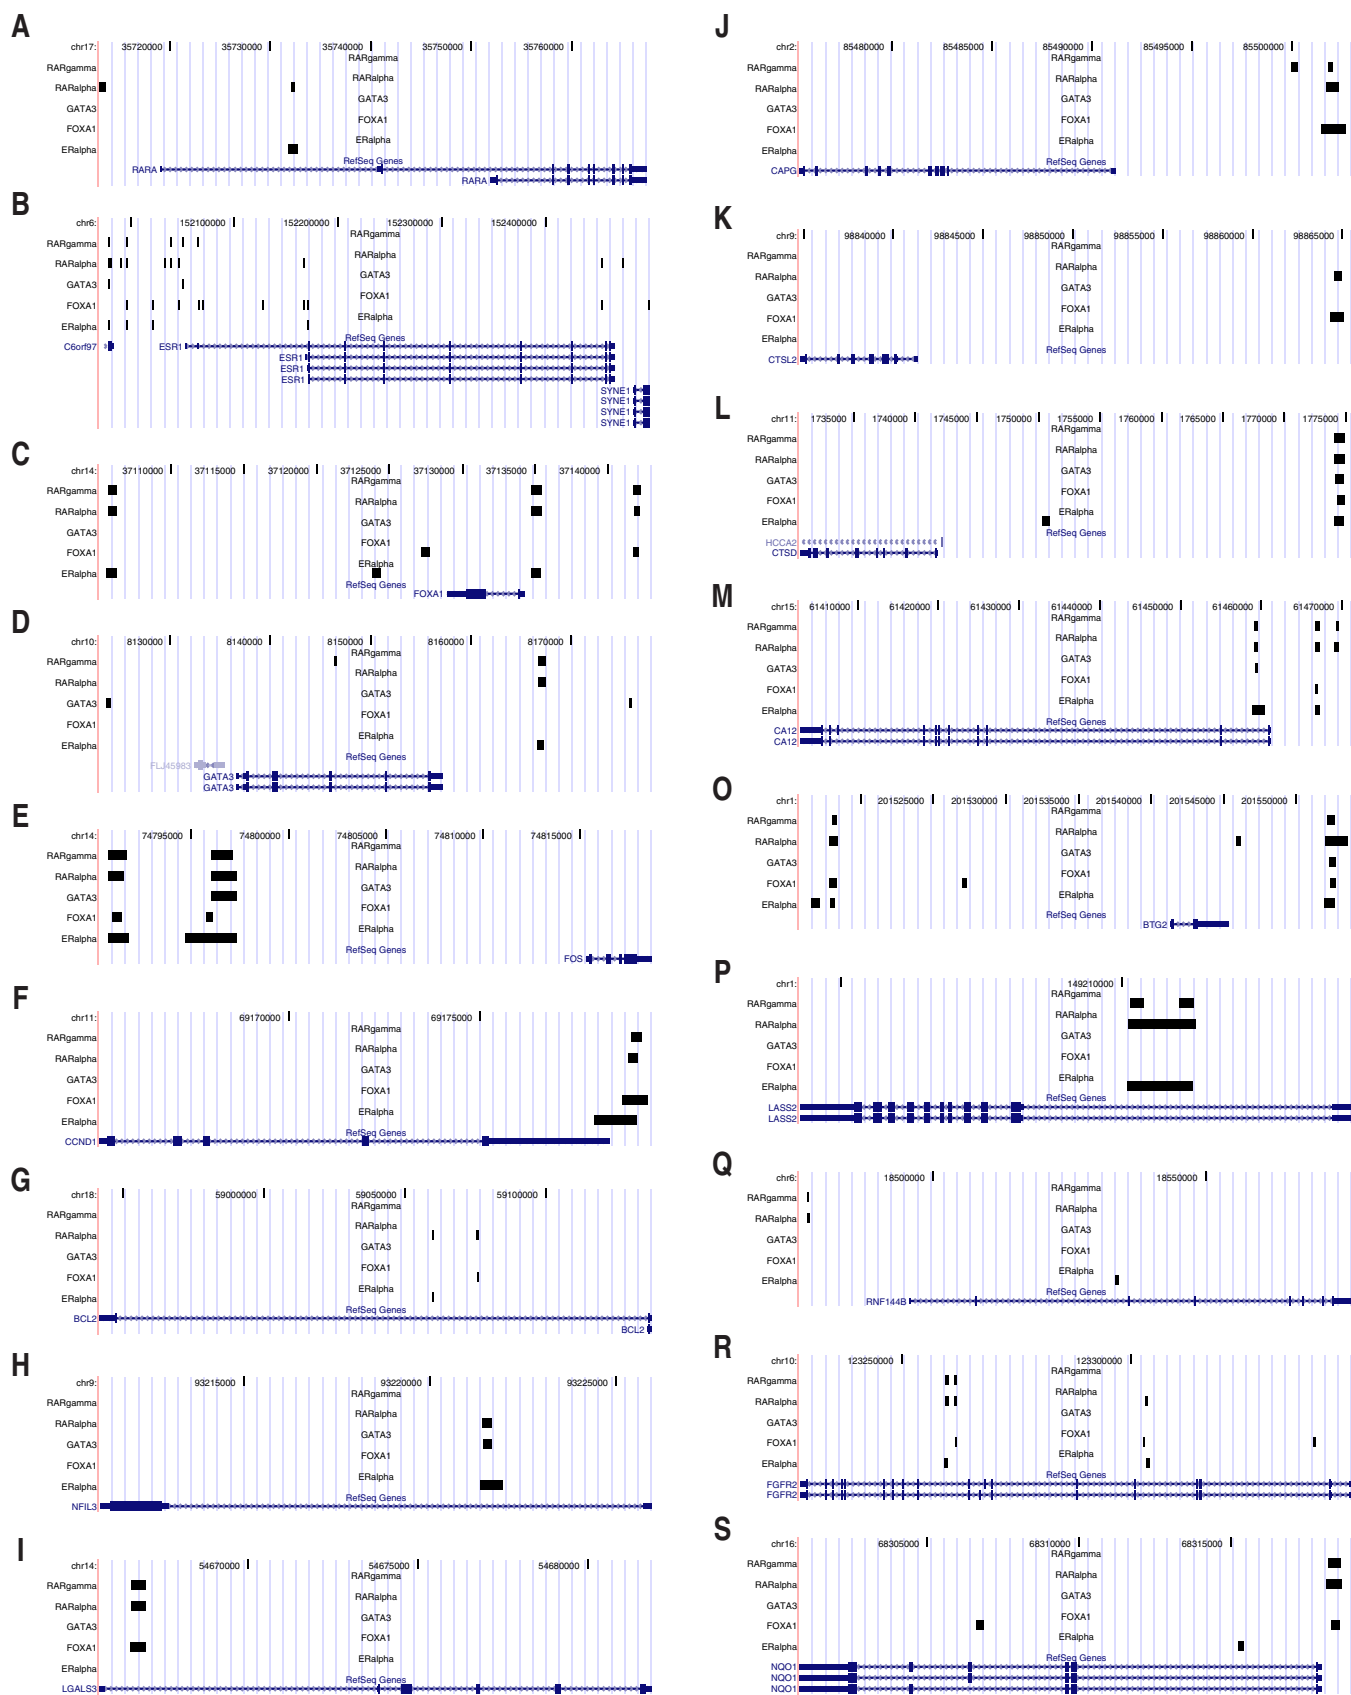 A
chr17: 35720000 35730000 35740000 35750000 35760000
RARgamma
RARgamma
RARalpha
RARalpha
GATA3
GATA3
FOXA1
FOXA1
ERalpha
ERalpha
RefSeq Genes
RARA
RARA
B
chr6: 152100000 152200000 152300000 152400000
RARgamma
RARgamma
RARalpha
RARalpha
GATA3
GATA3
FOXA1
FOXA1
ERalpha
ERalpha
RefSeq Genes
C6orf97 ESR1
ESR1
ESR1
ESR1
SYNE1
SYNE1
SYNE1
SYNE1
C
chr14: 37110000 37115000 37120000 37125000 37130000 37135000 37140000
RARgamma
RARgamma
RARalpha
RARalpha
GATA3
GATA3
FOXA1
FOXA1
ERalpha
ERalpha
RefSeq Genes
FOXA1
D
chr10: 8130000 8140000 8150000 8160000 8170000
RARgamma
RARgamma
RARalpha
RARalpha
GATA3
GATA3
FOXA1
FOXA1
ERalpha
ERalpha
RefSeq Genes
FLJ45983
GATA3
GATA3
E
chr14: 74795000 74800000 74805000 74810000 74815000
RARgamma
RARgamma
RARalpha
RARalpha
GATA3
GATA3
FOXA1
FOXA1
ERalpha
ERalpha
RefSeq Genes
FOS
F
chr11: 69170000 69175000
RARgamma
RARgamma
RARalpha
RARalpha
GATA3
GATA3
FOXA1
FOXA1
ERalpha
ERalpha
RefSeq Genes
CCND1
G
chr18: 59000000 59050000 59100000
RARgamma
RARgamma
RARalpha
RARalpha
GATA3
GATA3
FOXA1
FOXA1
ERalpha
ERalpha
RefSeq Genes
BCL2
BCL2
H
chr9: 93215000 93220000 93225000
RARgamma
RARgamma
RARalpha
RARalpha
GATA3
GATA3
FOXA1
FOXA1
ERalpha
ERalpha
RefSeq Genes
NFIL3
I
chr14: 54670000 54675000 54680000
RARgamma
RARgamma
RARalpha
RARalpha
GATA3
GATA3
FOXA1
FOXA1
ERalpha
ERalpha
RefSeq Genes
LGALS3
J
chr2: 85480000 85485000 85490000 85495000 85500000
RARgamma
RARgamma
RARalpha
RARalpha
GATA3
GATA3
FOXA1
FOXA1
ERalpha
ERalpha
RefSeq Genes
CAPG
K
chr9: 98840000 98845000 98850000 98855000 98860000 98865000
RARgamma
RARgamma
RARalpha
RARalpha
GATA3
GATA3
FOXA1
FOXA1
ERalpha
ERalpha
RefSeq Genes
CTSL2
L
chr11: 1735000 1740000 1745000 1750000 1755000 1760000 1765000 1770000 1775000
RARgamma
RARgamma
RARalpha
RARalpha
GATA3
GATA3
FOXA1
FOXA1
ERalpha
ERalpha
RefSeq Genes
HCCA2
CTSD
M
chr15: 61410000 61420000 61430000 61440000 61450000 61460000 61470000
RARgamma
RARgamma
RARalpha
RARalpha
GATA3
GATA3
FOXA1
FOXA1
ERalpha
ERalpha
RefSeq Genes
CA12
CA12
O
chr1: 201525000 201530000 201535000 201540000 201545000 201550000
RARgamma
RARgamma
RARalpha
RARalpha
GATA3
GATA3
FOXA1
FOXA1
ERalpha
ERalpha
RefSeq Genes
BTG2
P
chr1: 149210000
RARgamma
RARgamma
RARalpha
RARalpha
GATA3
GATA3
FOXA1
FOXA1
ERalpha
ERalpha
RefSeq Genes
LASS2
LASS2
Q
chr6: 18500000 18550000
RARgamma
RARgamma
RARalpha
RARalpha
GATA3
GATA3
FOXA1
FOXA1
ERalpha
ERalpha
RefSeq Genes
RNF144B
R
chr10: 123250000 123300000
RARgamma
RARgamma
RARalpha
RARalpha
GATA3
GATA3
FOXA1
FOXA1
ERalpha
ERalpha
RefSeq Genes
FGFR2
FGFR2
S
chr16: 68305000 68310000 68315000
RARgamma
RARgamma
RARalpha
RARalpha
GATA3
GATA3
FOXA1
FOXA1
ERalpha
ERalpha
RefSeq Genes
NQO1
NQO1
NQO1